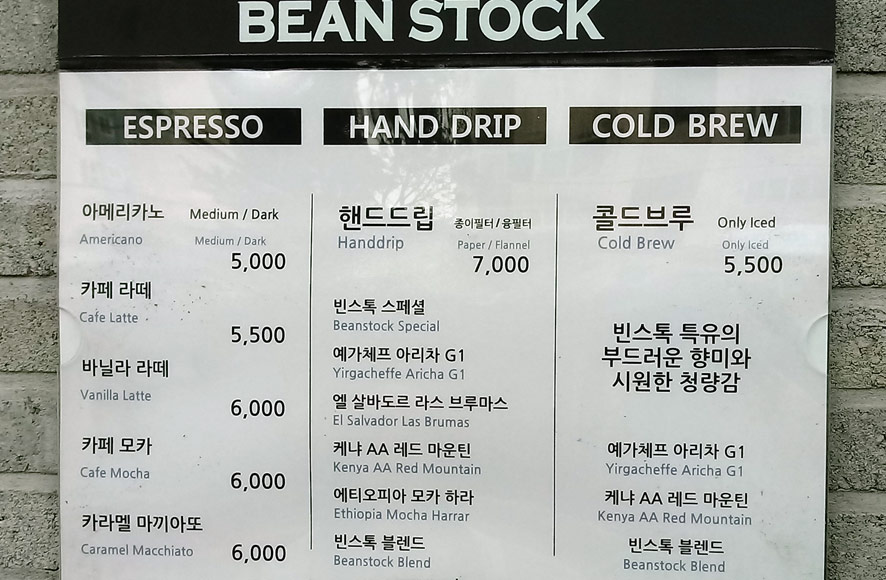 BEAN STOCK
ESPRESSO
아메리카노 Medium / Dark
Americano Medium / Dark
5,000
카페 라떼
Cafe Latte
5,500
바닐라 라떼
Vanilla Latte
6,000
카페 모카
Cafe Mocha
6,000
카라멜 마끼아또
Caramel Macchiato
6,000
HAND DRIP
핸드드립 종이필터/융필터
Handdrip Paper / Flannel
7,000
빈스톡 스페셜
Beanstock Special
예가체프 아리차 G1
Yirgacheffe Aricha G1
엘 살바도르 라스 브루마스
El Salvador Las Brumas
케냐 AA 레드 마운틴
Kenya AA Red Mountain
에티오피아 모카 하라
Ethiopia Mocha Harrar
빈스톡 블렌드
Beanstock Blend
COLD BREW
콜드브루 Only Iced
Cold Brew Only Iced
5,500
빈스톡 특유의
부드러운 향미와
시원한 청량감
예가체프 아리차 G1
Yirgacheffe Aricha G1
케냐 AA 레드 마운틴
Kenya AA Red Mountain
빈스톡 블렌드
Beanstock Blend